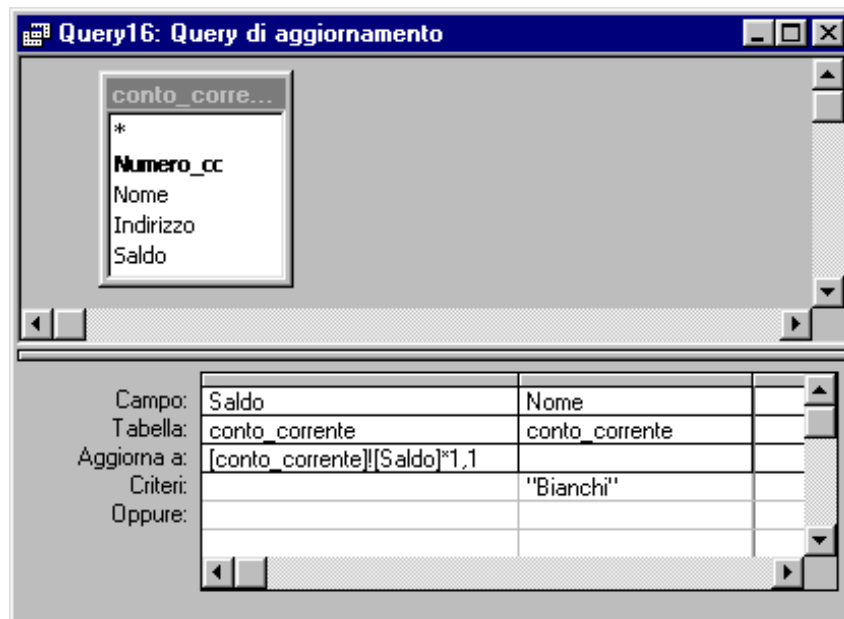 Query16: Query di aggiornamento
conto_corre...
*
Numero_cc
Nome
Indirizzo
Saldo
Campo: Saldo Nome
Tabella: conto_corrente conto_corrente
Aggiorna a: [conto_corrente]![Saldo]*1,1
Criteri: "Bianchi"
Oppure: